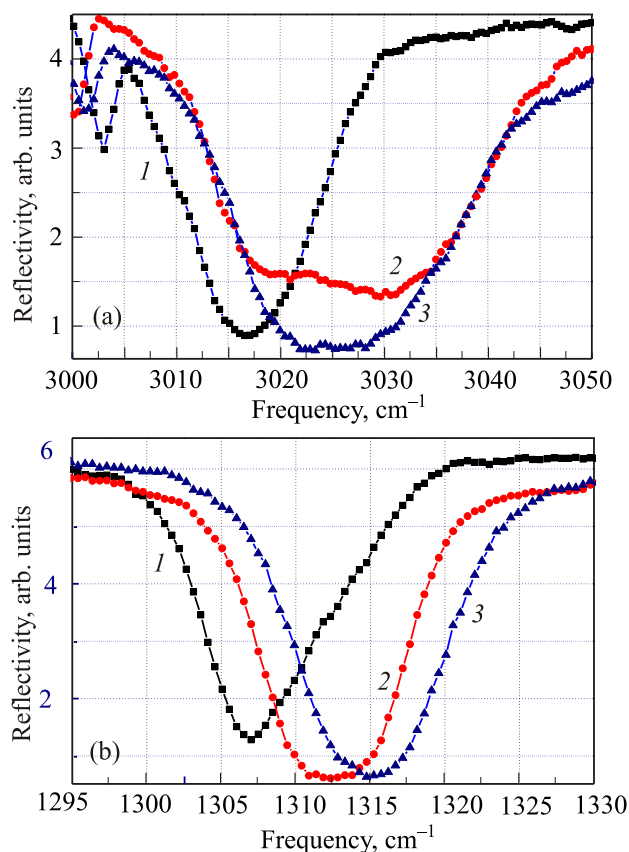 4
3
2
1
Reflectivity, arb. units
1
2
3
(a)
3000 3010 3020 3030 3040 3050
Frequency, cm⁻¹
6
4
2
Reflectivity, arb. units
1
2
3
(b)
1295 1300 1305 1310 1315 1320 1325 1330
Frequency, cm⁻¹